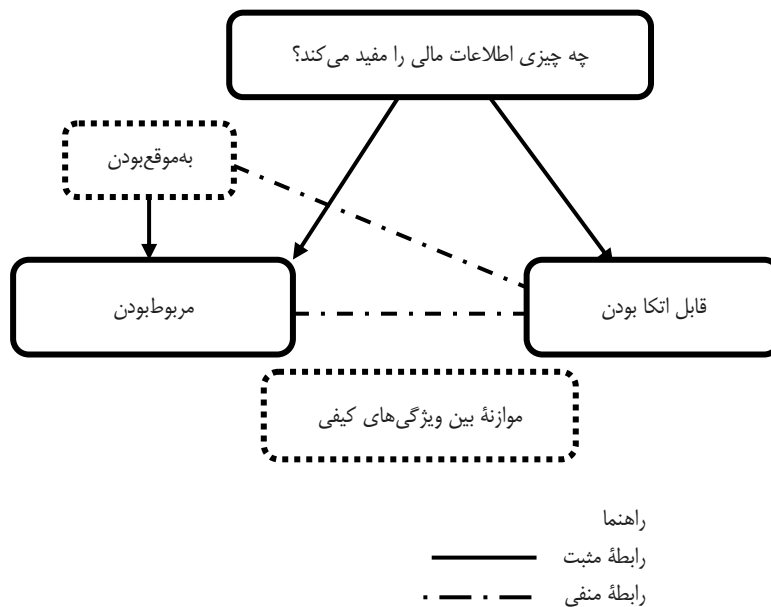 چه چیزی اطلاعات مالی را مفید می‌کند؟
به‌موقع‌بودن
مربوط‌بودن
قابل اتکا بودن
موازنهٔ بین ویژگی‌های کیفی
راهنما
رابطهٔ مثبت
رابطهٔ منفی